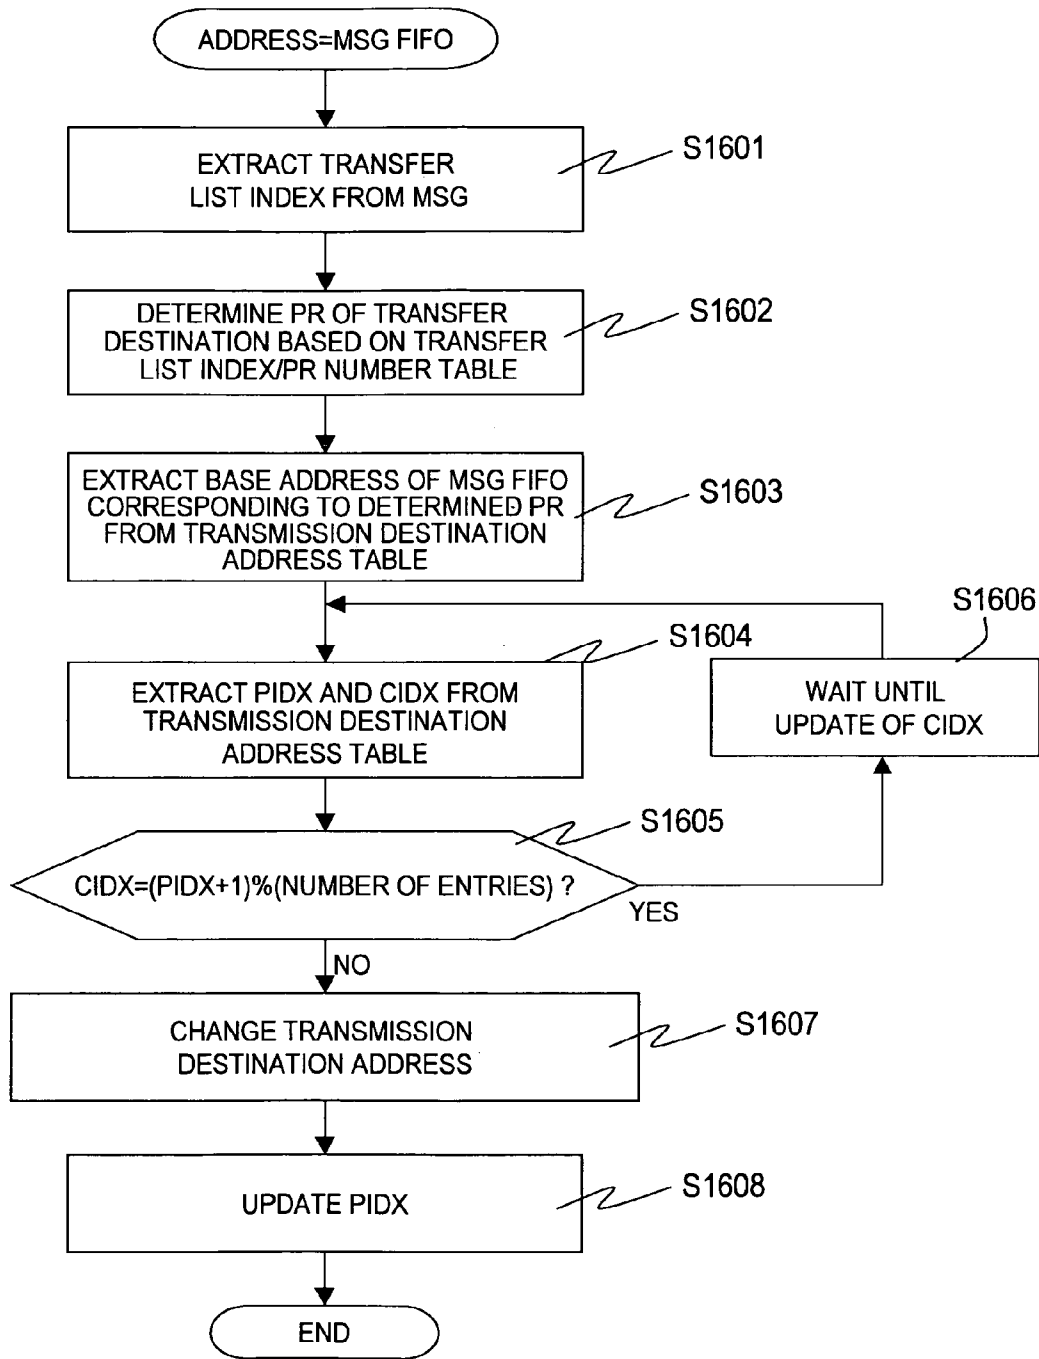 ADDRESS=MSG FIFO
EXTRACT TRANSFER
LIST INDEX FROM MSG
S1601
DETERMINE PR OF TRANSFER
DESTINATION BASED ON TRANSFER
LIST INDEX/PR NUMBER TABLE
S1602
EXTRACT BASE ADDRESS OF MSG FIFO
CORRESPONDING TO DETERMINED PR
FROM TRANSMISSION DESTINATION
ADDRESS TABLE
S1603
EXTRACT PIDX AND CIDX FROM
TRANSMISSION DESTINATION
ADDRESS TABLE
S1604
CIDX=(PIDX+1)%(NUMBER OF ENTRIES) ?
S1605
YES
WAIT UNTIL
UPDATE OF CIDX
S1606
NO
CHANGE TRANSMISSION
DESTINATION ADDRESS
S1607
UPDATE PIDX
S1608
END